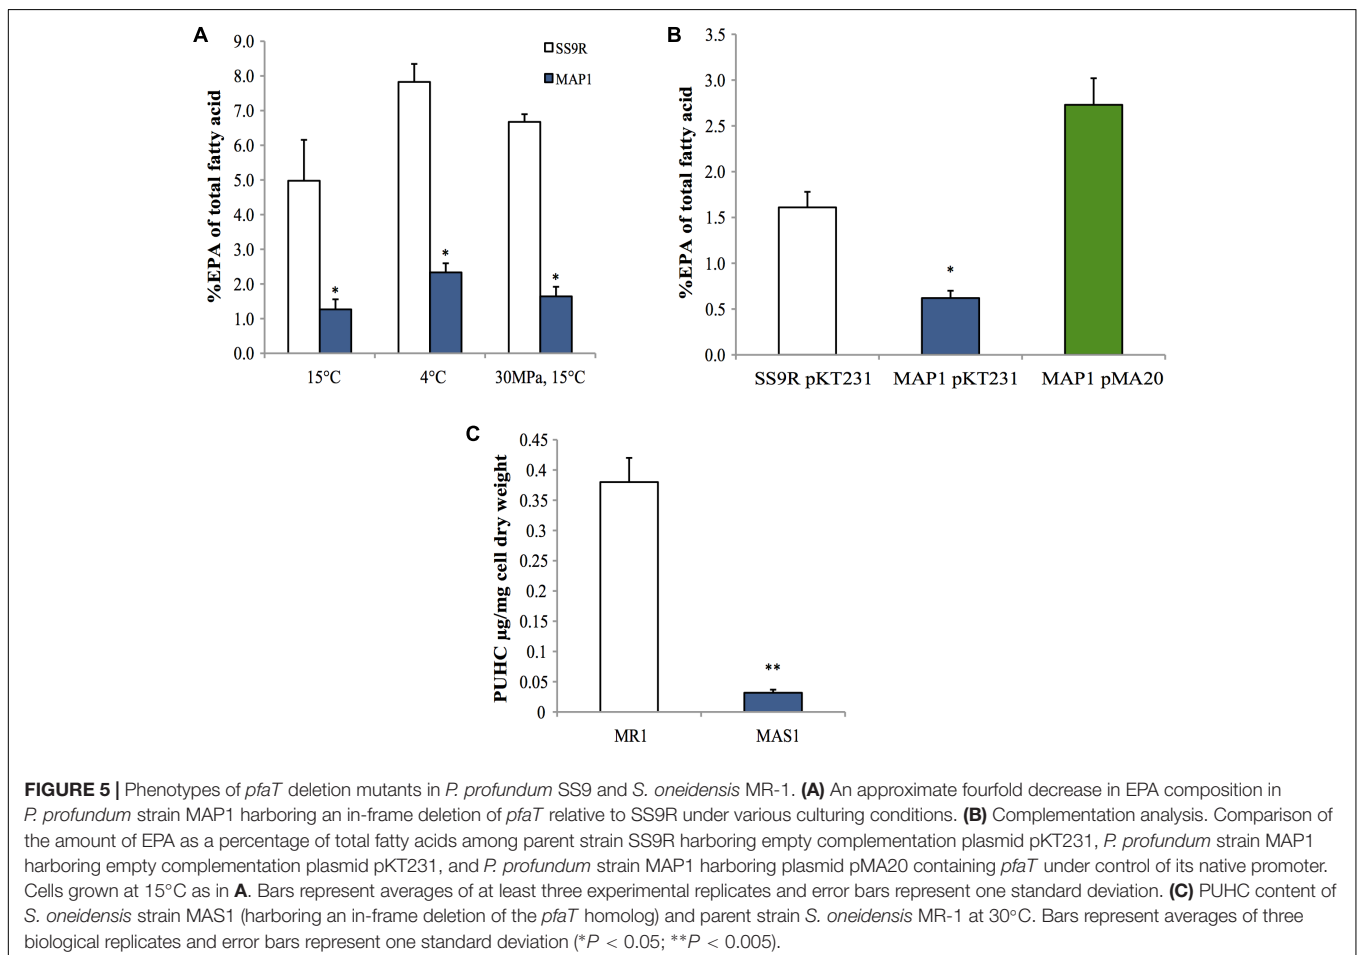 A
9.0
8.0
7.0
6.0
5.0
4.0
3.0
2.0
1.0
0.0
%EPA of total fatty acid
SS9R
MAP1
*
*
*
15°C
4°C
30MPa, 15°C
B
3.5
3.0
2.5
2.0
1.5
1.0
0.5
0.0
%EPA of total fatty acid
*
SS9R pKT231
MAP1 pKT231
MAP1 pMA20
C
0.45
0.4
0.35
0.3
0.25
0.2
0.15
0.1
0.05
0
PUHC µg/mg cell dry weight
**
MR1
MAS1
FIGURE 5 | Phenotypes of pfaT deletion mutants in P. profundum SS9 and S. oneidensis MR-1. (A) An approximate fourfold decrease in EPA composition in
P. profundum strain MAP1 harboring an in-frame deletion of pfaT relative to SS9R under various culturing conditions. (B) Complementation analysis. Comparison of
the amount of EPA as a percentage of total fatty acids among parent strain SS9R harboring empty complementation plasmid pKT231, P. profundum strain MAP1
harboring empty complementation plasmid pKT231, and P. profundum strain MAP1 harboring plasmid pMA20 containing pfaT under control of its native promoter.
Cells grown at 15°C as in A. Bars represent averages of at least three experimental replicates and error bars represent one standard deviation. (C) PUHC content of
S. oneidensis strain MAS1 (harboring an in-frame deletion of the pfaT homolog) and parent strain S. oneidensis MR-1 at 30°C. Bars represent averages of three
biological replicates and error bars represent one standard deviation (*P < 0.05; **P < 0.005).